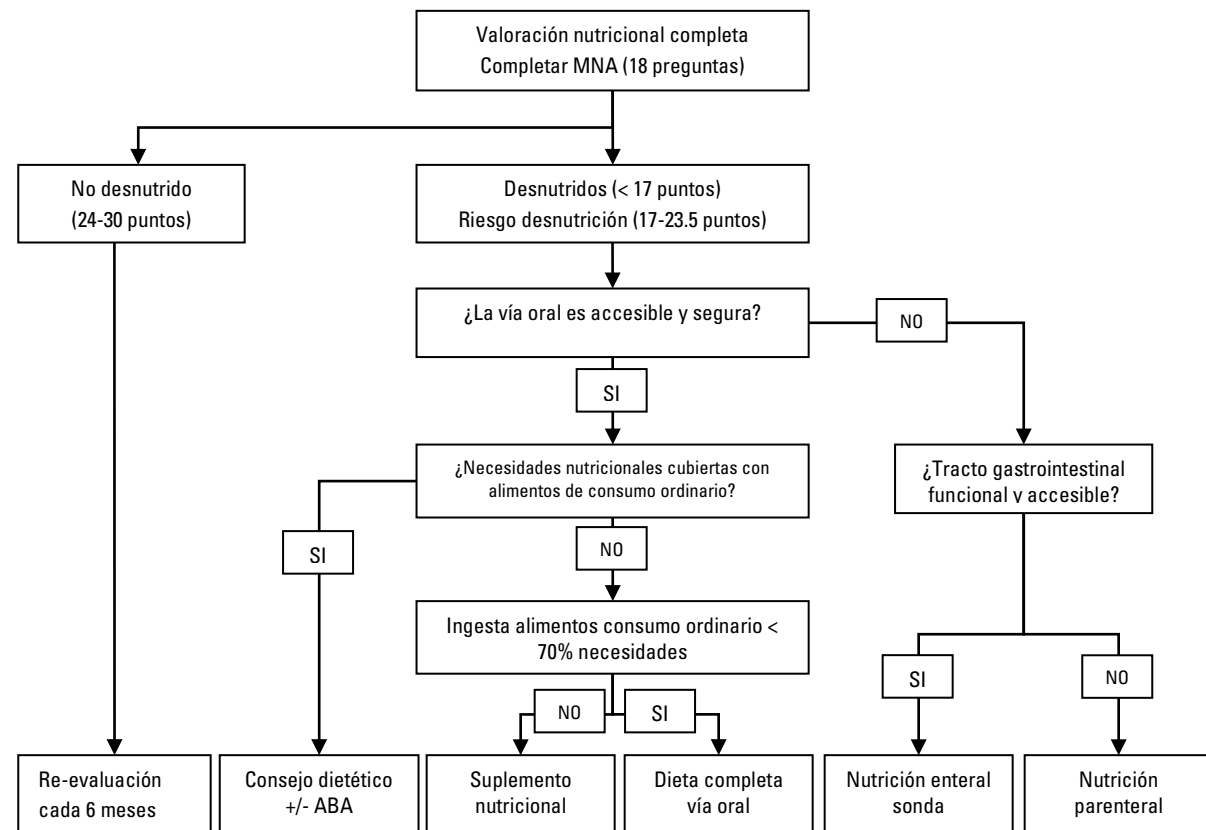 Valoración nutricional completa
Completar MNA (18 preguntas)
No desnutrido
(24-30 puntos)
Desnutridos (< 17 puntos)
Riesgo desnutrición (17-23.5 puntos)
¿La vía oral es accesible y segura?
NO
SI
¿Necesidades nutricionales cubiertas con
alimentos de consumo ordinario?
¿Tracto gastrointestinal
funcional y accesible?
SI
NO
Ingesta alimentos consumo ordinario <
70% necesidades
SI
NO
NO
SI
Re-evaluación
cada 6 meses
Consejo dietético
+/- ABA
Suplemento
nutricional
Dieta completa
vía oral
Nutrición enteral
sonda
Nutrición
parenteral